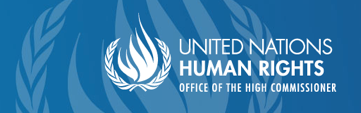 UNITED NATIONS
HUMAN RIGHTS
OFFICE OF THE HIGH COMMISSIONER